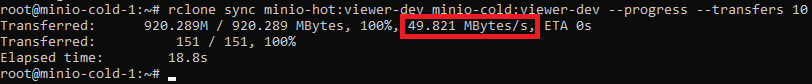 root@minio-cold-1:~# rclone sync minio-hot:viewer-dev minio-cold:viewer-dev --progress --transfers 10
Transferred: 920.289M / 920.289 MBytes, 100%, 49.821 MBytes/s, ETA 0s
Transferred: 151 / 151, 100%
Elapsed time: 18.8s
root@minio-cold-1:~#